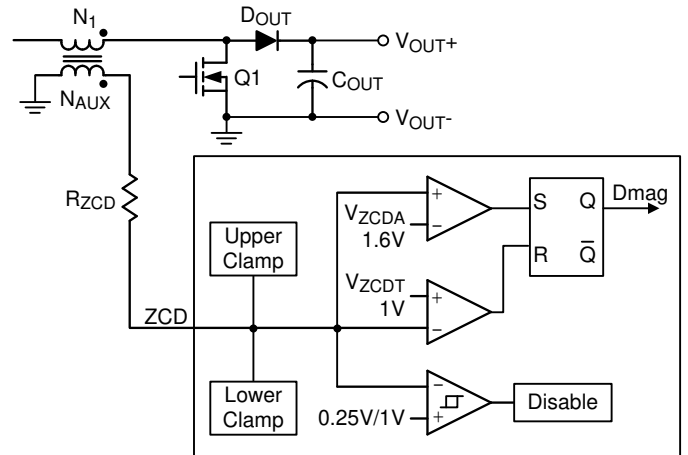 N1
DOUT
VOUT+
Q1
COUT
NAUX
VOUT-
RZCD
Upper
Clamp
ZCD
Lower
Clamp
+
VZCDA
−
1.6V
S Q
Dmag
R Q̅
VZCDT
+
1V
−
−
0.25V/1V
+
Disable